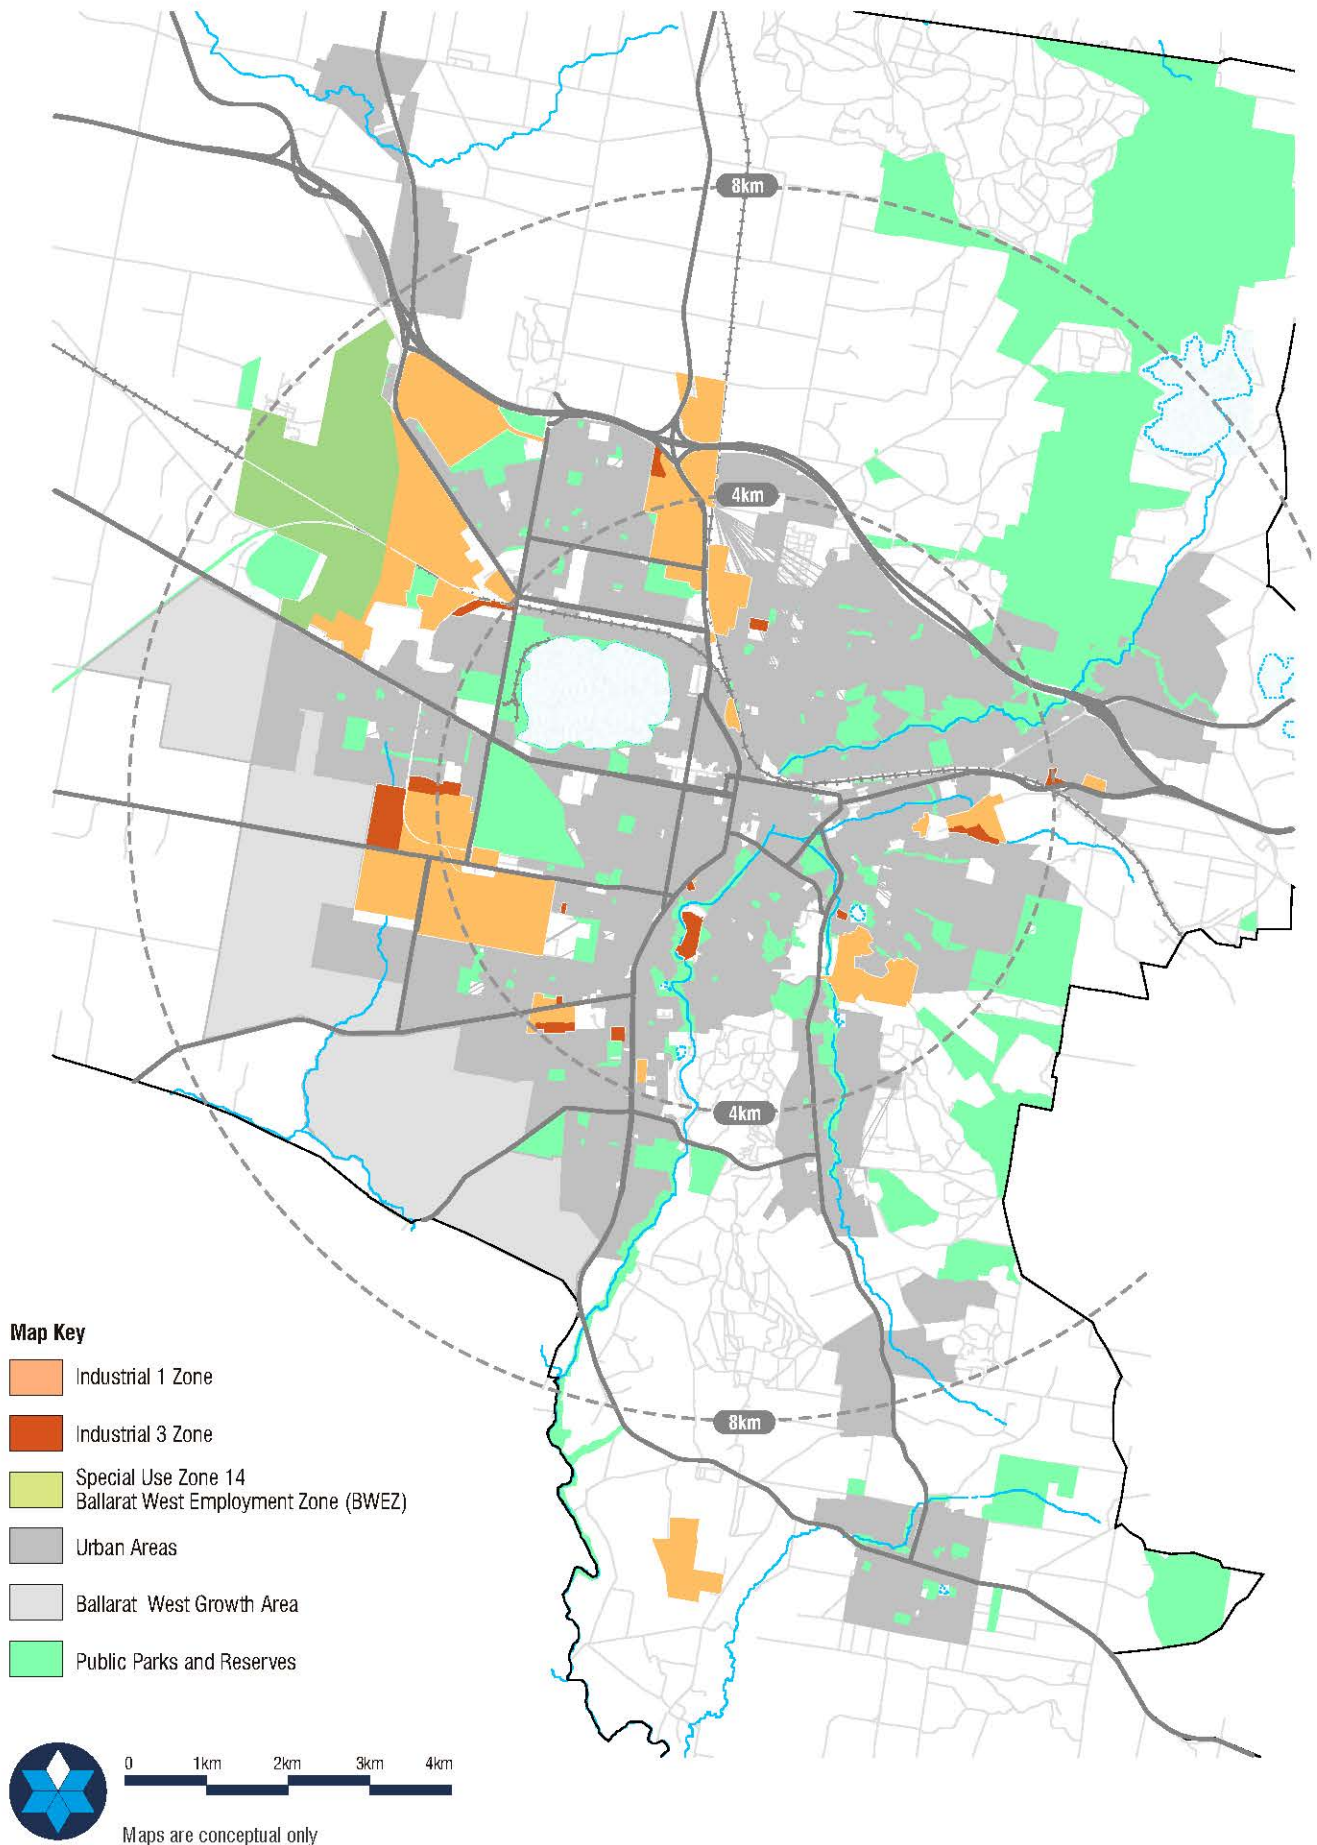 8km
4km
4km
8km
Map Key
Industrial 1 Zone
Industrial 3 Zone
Special Use Zone 14
Ballarat West Employment Zone (BWEZ)
Urban Areas
Ballarat West Growth Area
Public Parks and Reserves
0 1km 2km 3km 4km
Maps are conceptual only